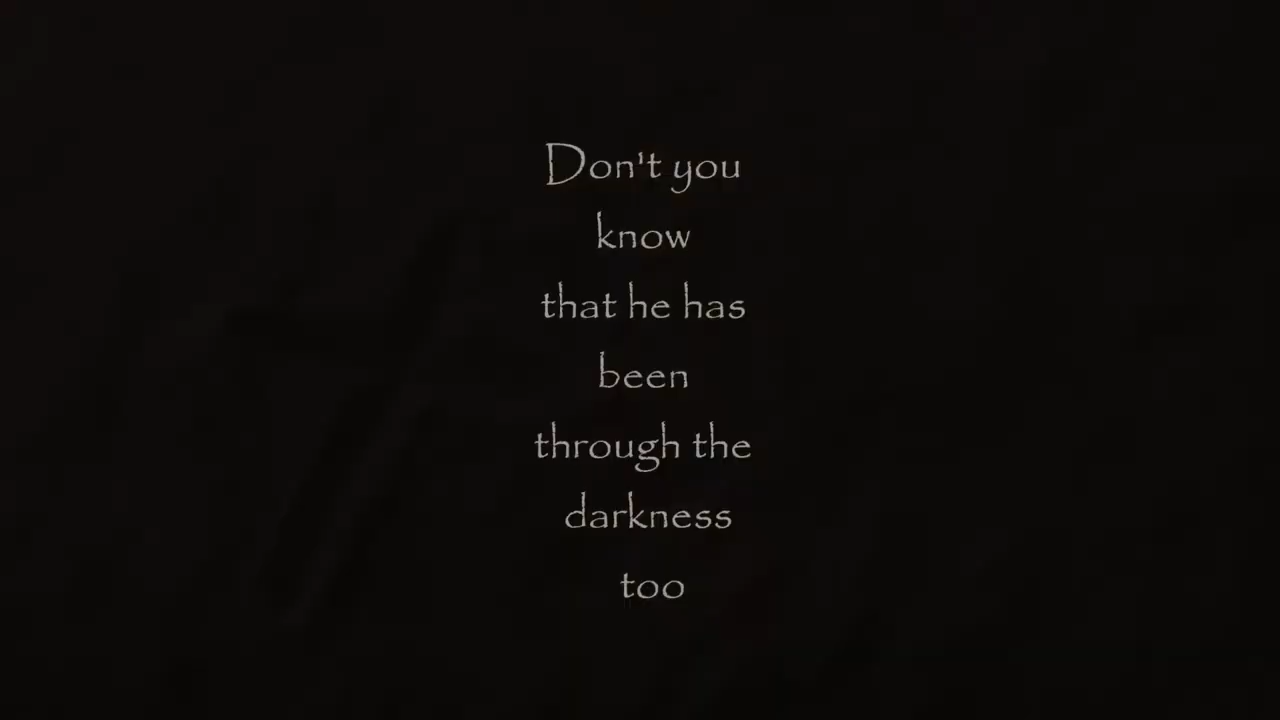 Don't you
know
that he has
been
through the
darkness
too